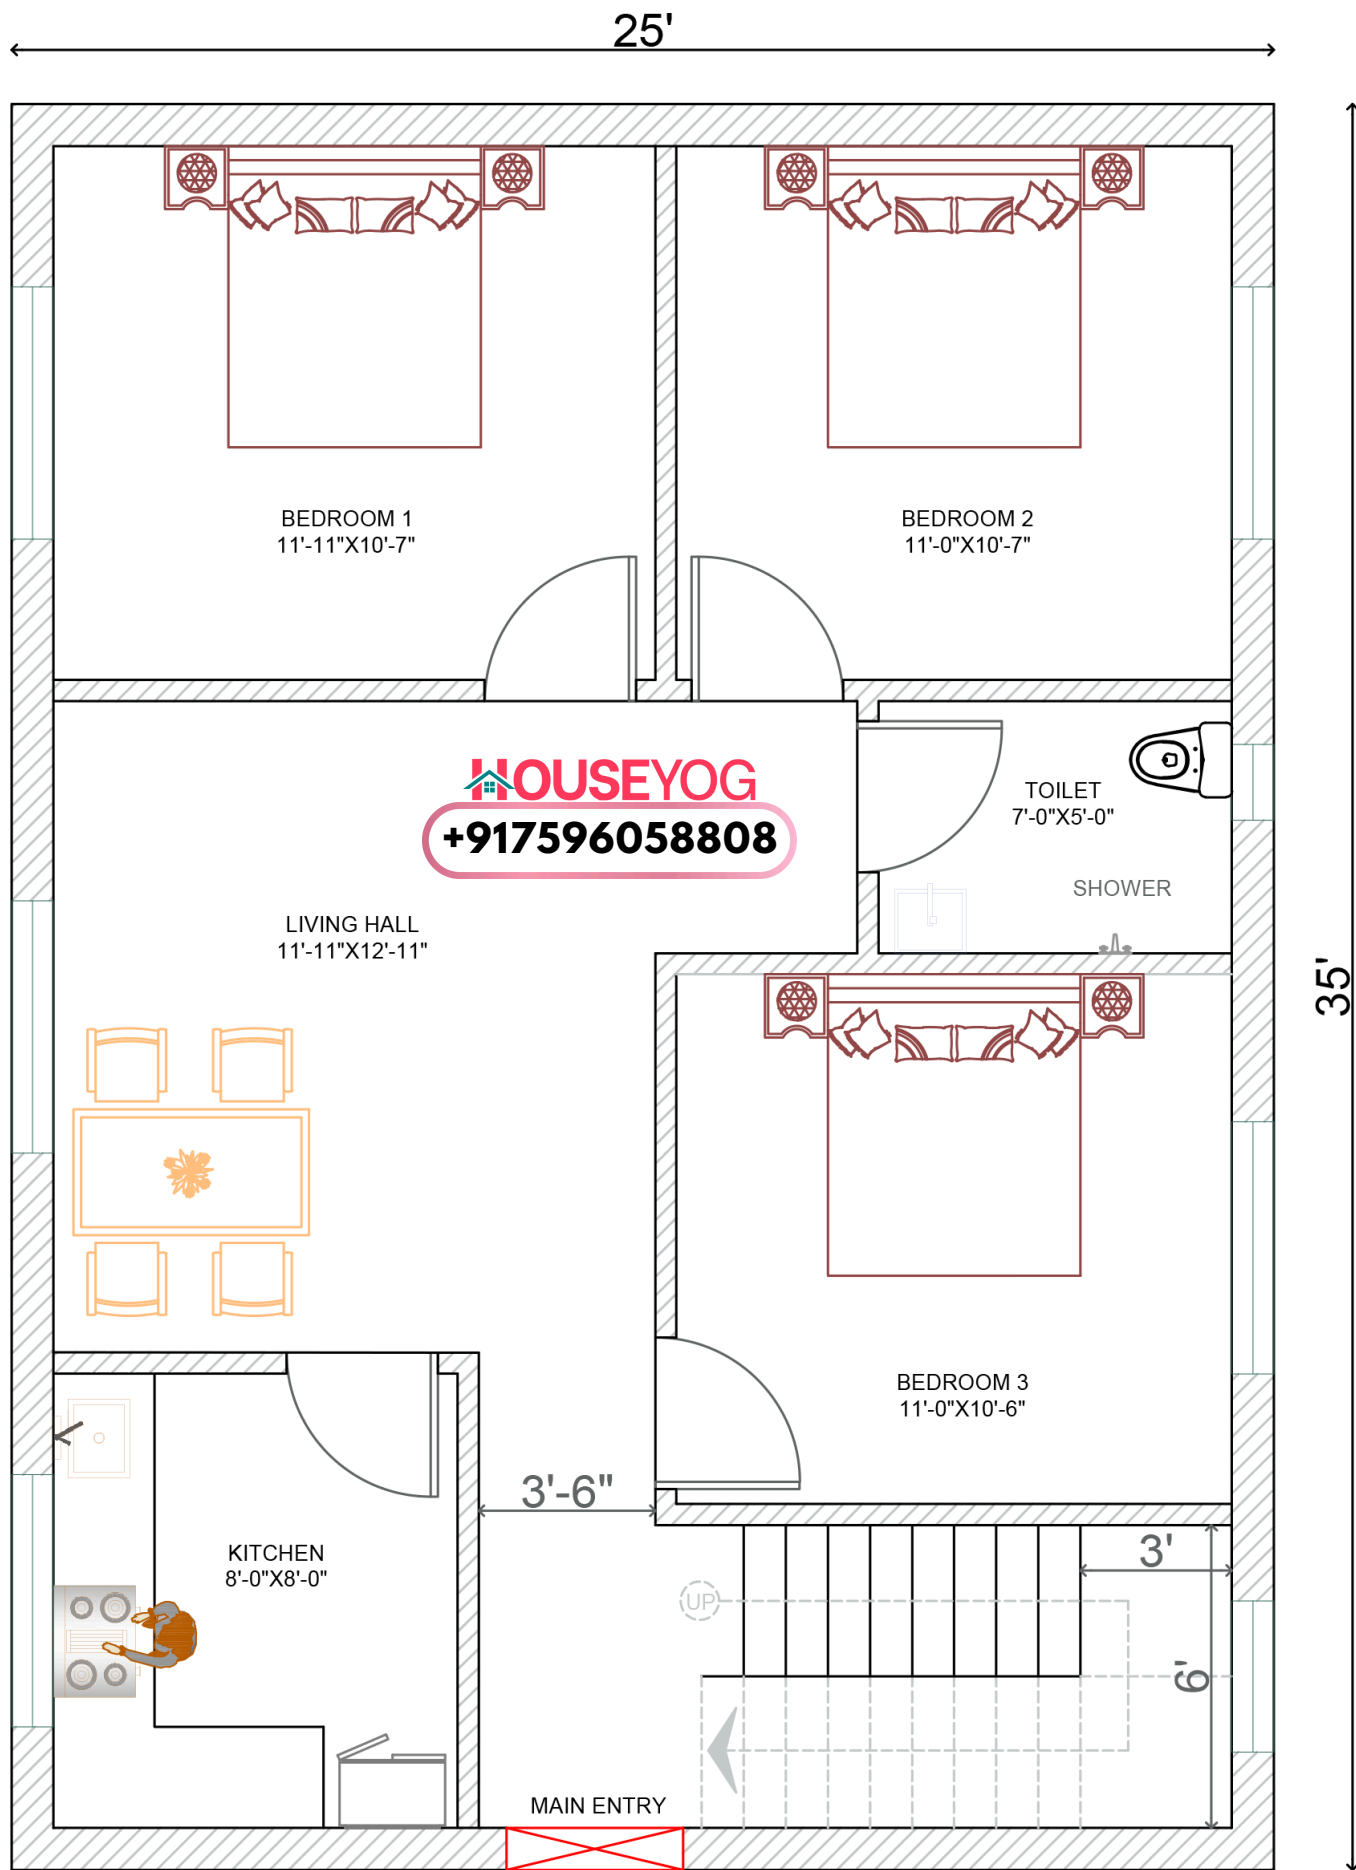 25'
BEDROOM 1
11'-11"X10'-7"
BEDROOM 2
11'-0"X10'-7"
HOUSEYOG
+917596058808
TOILET
7'-0"X5'-0"
SHOWER
LIVING HALL
11'-11"X12'-11"
35'
BEDROOM 3
11'-0"X10'-6"
3'-6"
KITCHEN
8'-0"X8'-0"
3'
UP
6'
MAIN ENTRY